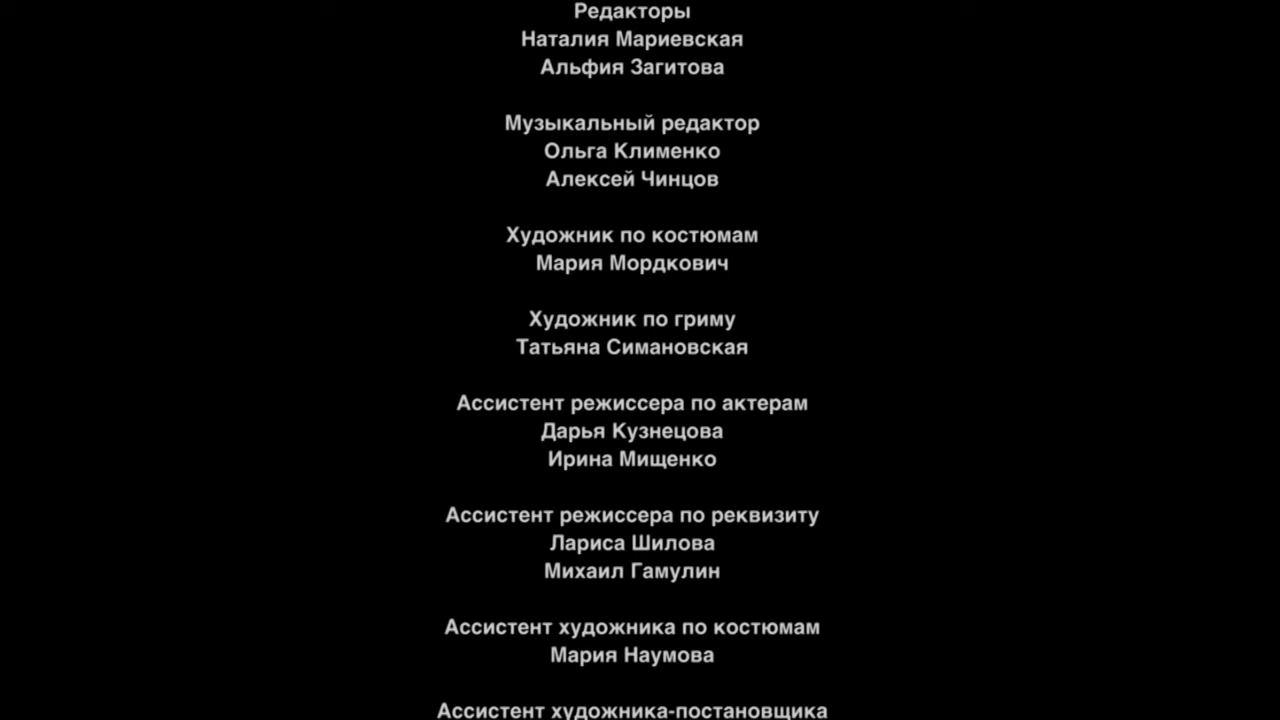 Редакторы
Наталия Мариевская
Альфия Загитова
Музыкальный редактор
Ольга Клименко
Алексей Чинцов
Художник по костюмам
Мария Мордкович
Художник по гриму
Татьяна Симановская
Ассистент режиссера по актерам
Дарья Кузнецова
Ирина Мищенко
Ассистент режиссера по реквизиту
Лариса Шилова
Михаил Гамулин
Ассистент художника по костюмам
Мария Наумова
Ассистент художника-постановщика